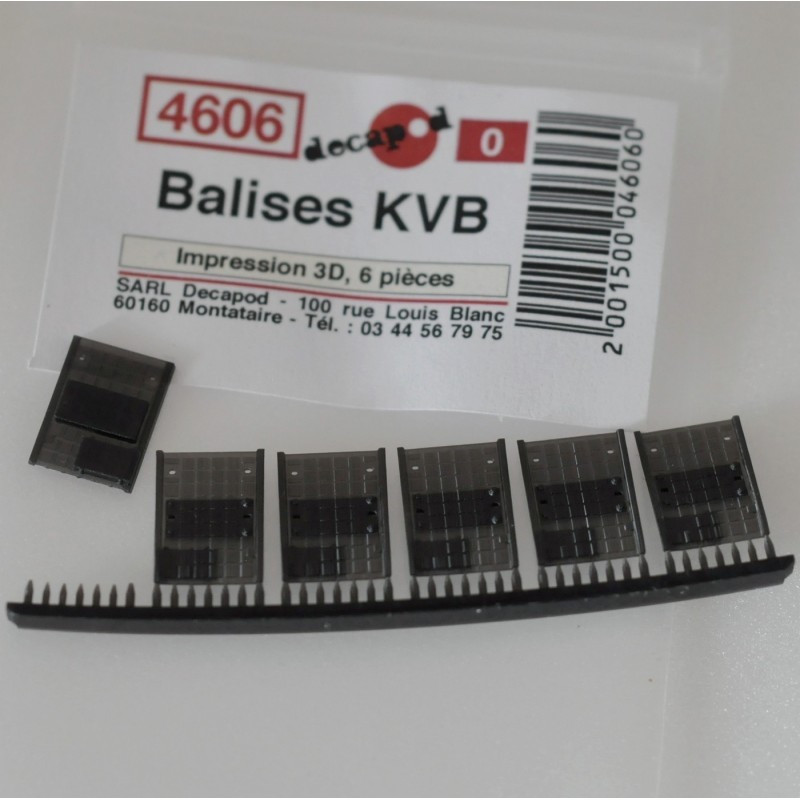 4606 decapod 0
Balises KVB
Impression 3D, 6 pièces
SARL Decapod - 100 rue Louis Blanc
60160 Montataire - Tél. : 03 44 56 79 75
2 001500 046060